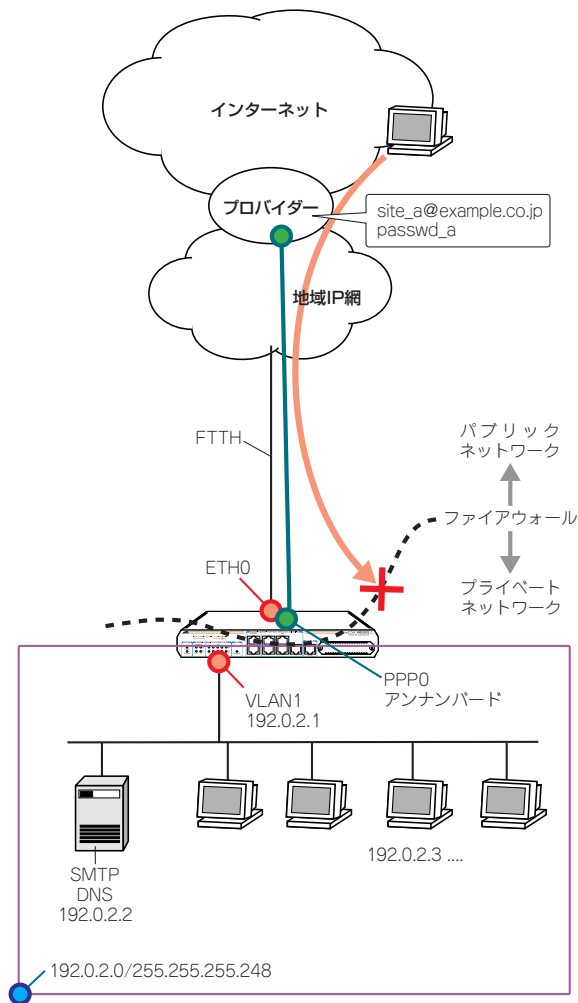 インターネット
プロバイダー
site_a@example.co.jp
passwd_a
地域IP網
FTTH
パブリック
ネットワーク
ファイアウォール
プライベート
ネットワーク
ETH0
PPP0
アンナンバード
VLAN1
192.0.2.1
SMTP
DNS
192.0.2.2
192.0.2.3 ....
192.0.2.0/255.255.255.248